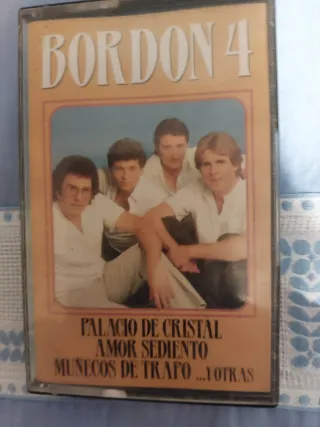 BORDON 4
PALACIO DE CRISTAL
AMOR SEDIENTO
MUÑECOS DE TRAPO ...Y OTRAS